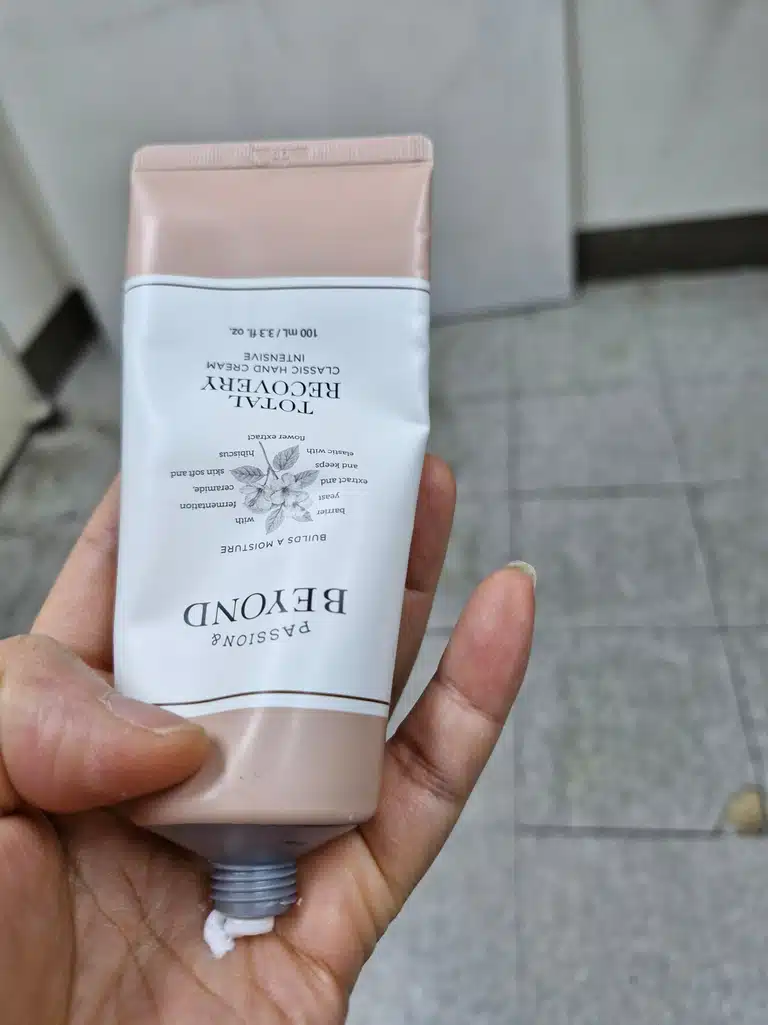 PASSION&
BEYOND
BUILDS A MOISTURE
barrier with
yeast fermentation
extract and ceramide,
and keeps skin soft and
elastic with hibiscus
flower extract
TOTAL
RECOVERY
CLASSIC HAND CREAM
INTENSIVE
100 mL / 3.3 fl. oz.